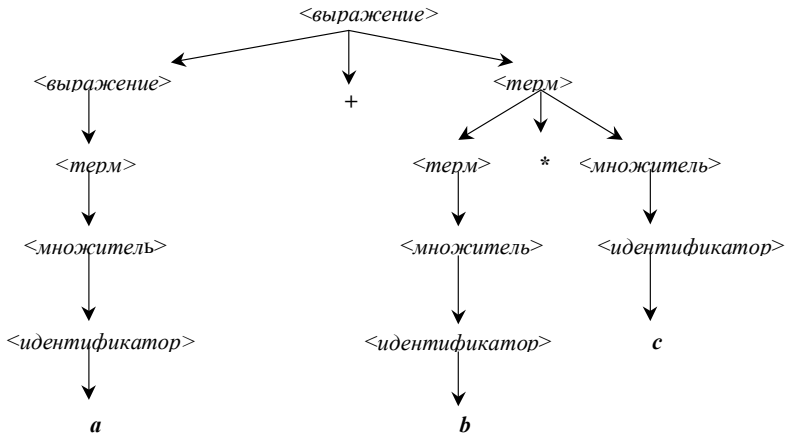 <выражение>
<выражение> + <терм>
<терм> <терм> * <множитель>
<множитель> <множитель> <идентификатор>
<идентификатор> <идентификатор> c
a b